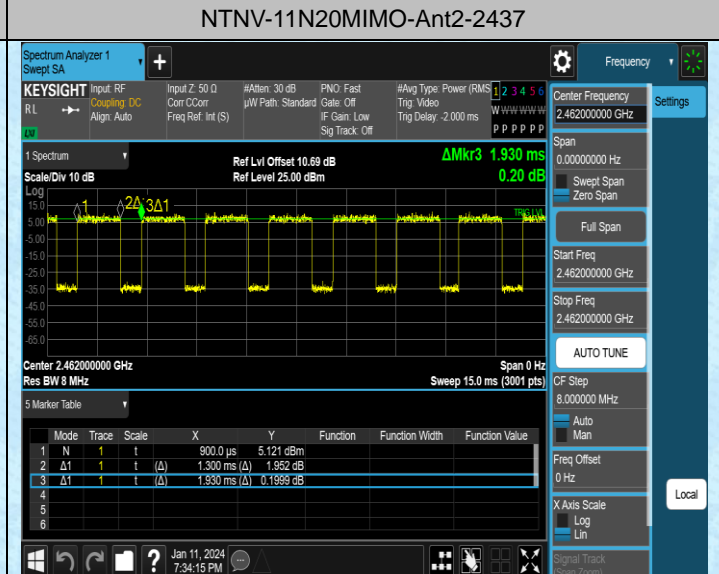 NTNV-11N20MIMO-Ant2-2437
Spectrum Analyzer 1
Swept SA
+
Frequency
KEYSIGHT
RL
Input: RF
Coupling: DC
Align: Auto
Input Z: 50 Ω
Corr CCorr
Freq Ref: Int (S)
#Atten: 30 dB
µW Path: Standard
PNO: Fast
Gate: Off
IF Gain: Low
Sig Track: Off
#Avg Type: Power (RMS
Trig: Video
Trig Delay: -2.000 ms
1 2 3 4 5 6
W W W W W W
P P P P P P
Center Frequency
2.462000000 GHz
Settings
Span
0.00000000 Hz
Swept Span
Zero Span
Full Span
Start Freq
2.462000000 GHz
Stop Freq
2.462000000 GHz
AUTO TUNE
CF Step
8.000000 MHz
Auto
Man
Freq Offset
0 Hz
X Axis Scale
Log
Lin
Signal Track
(Span Zoom)
Local
1 Spectrum
Scale/Div 10 dB
Ref Lvl Offset 10.69 dB
Ref Level 25.00 dBm
ΔMkr3 1.930 ms
0.20 dB
Log
15.0
5.00
-5.00
-15.0
-25.0
-35.0
-45.0
-55.0
-65.0
1
2Δ1
3Δ1
TRIG LVL
Center 2.462000000 GHz
Res BW 8 MHz
Span 0 Hz
Sweep 15.0 ms (3001 pts)
5 Marker Table
Mode Trace Scale X Y Function Function Width Function Value
1 N 1 t 900.0 µs 5.121 dBm
2 Δ1 1 t (Δ) 1.300 ms (Δ) 1.952 dB
3 Δ1 1 t (Δ) 1.930 ms (Δ) 0.1999 dB
4
5
6
?
Jan 11, 2024
7:34:15 PM